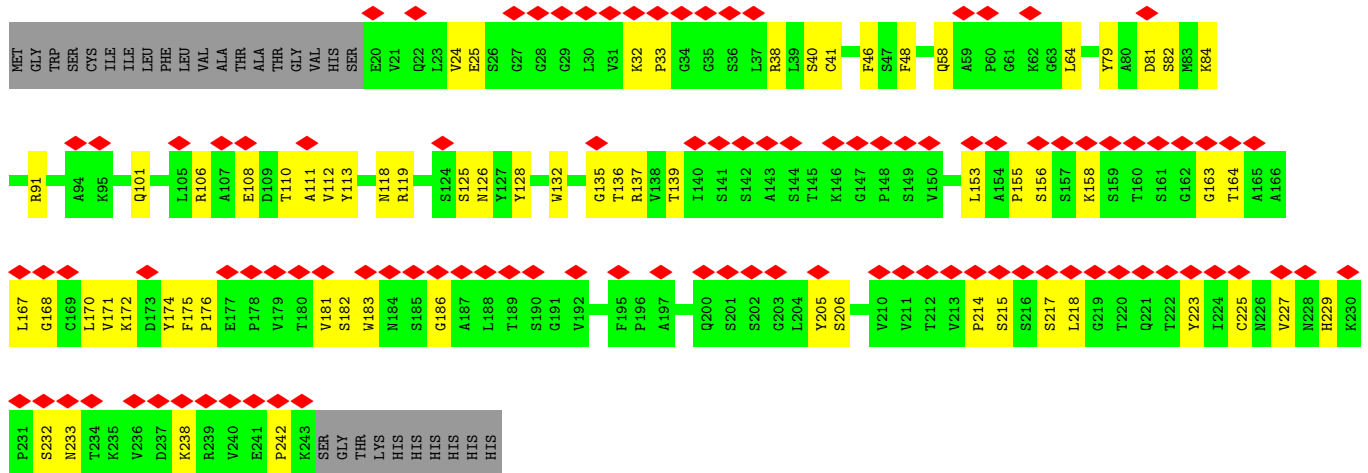 MET GLY TRP SER CYS ILE ILE LEU PHE LEU VAL ALA THR ALA THR GLY VAL HIS SER E20 V21 Q22 L23 V24 E25 S26 G27 G28 G29 L30 V31 K32 P33 G34 G35 S36 L37 R38 L39 S40 C41 F46 S47 F48 Q58 A59 P60 G61 K62 G63 L64 Y79 A80 D81 S82 M83 K84
R91 A94 K95 Q101 L105 R106 A107 E108 D109 T110 A111 V112 Y113 N118 R119 S124 S125 N126 Y127 Y128 W132 G135 T136 R137 V138 T139 I140 S141 S142 A143 S144 T145 K146 G147 P148 S149 V150 L153 A154 P155 S156 S157 K158 S159 T160 S161 G162 G163 T164 A165 A166
L167 G168 C169 L170 V171 K172 D173 Y174 F175 P176 E177 P178 V179 T180 V181 S182 W183 N184 S185 G186 A187 L188 T189 S190 G191 V192 F195 P196 A197 Q200 S201 S202 G203 L204 Y205 S206 V210 V211 T212 V213 P214 S215 S216 S217 L218 G219 T220 Q221 T222 Y223 I224 C225 N226 V227 N228 H229 K230
P231 S232 N233 T234 K235 V236 D237 K238 R239 V240 E241 P242 K243 SER GLY THR LYS HIS HIS HIS HIS HIS HIS